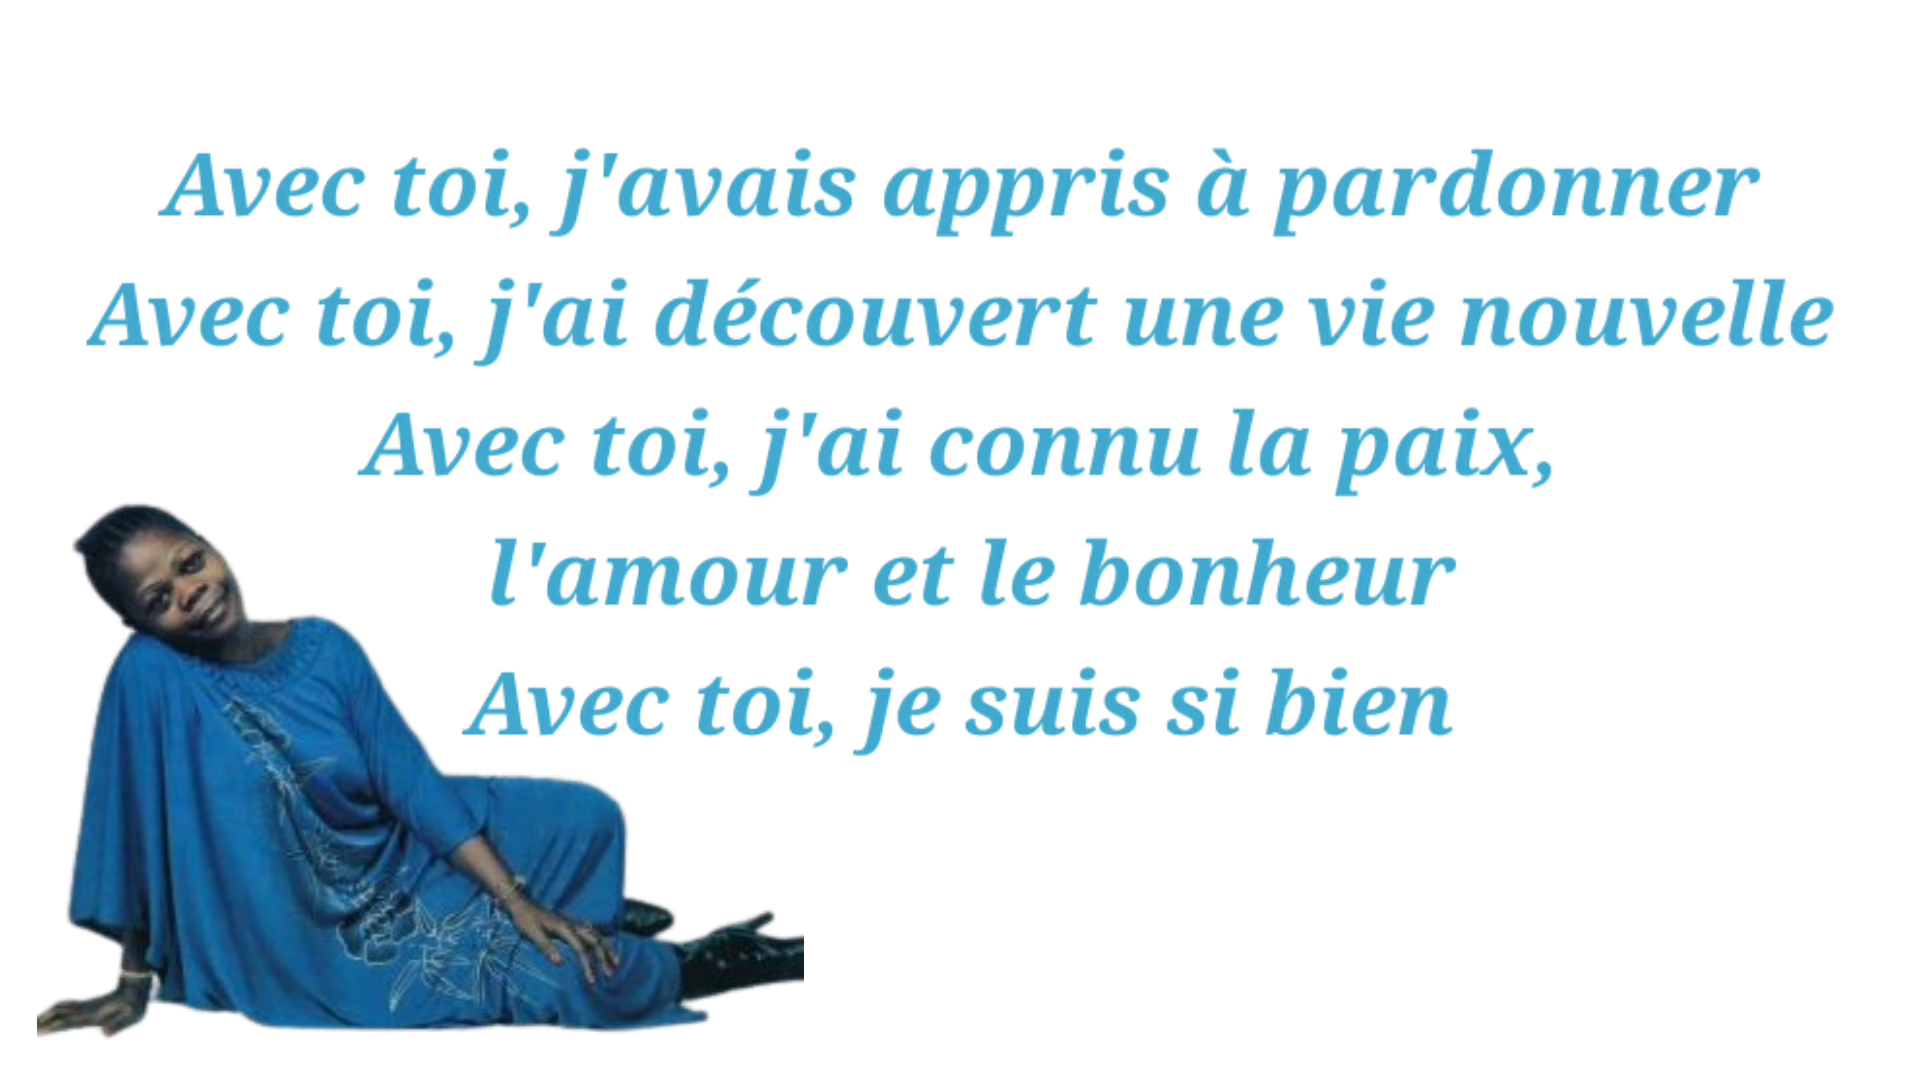 Avec toi, j'avais appris à pardonner
Avec toi, j'ai découvert une vie nouvelle
Avec toi, j'ai connu la paix,
l'amour et le bonheur
Avec toi, je suis si bien